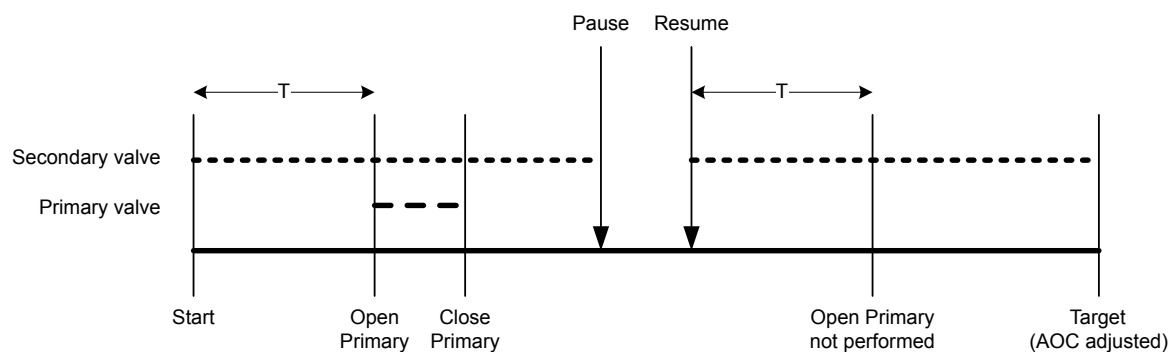 Pause
Resume
T
T
Secondary valve
Primary valve
Start
Open
Primary
Close
Primary
Open Primary
not performed
Target
(AOC adjusted)